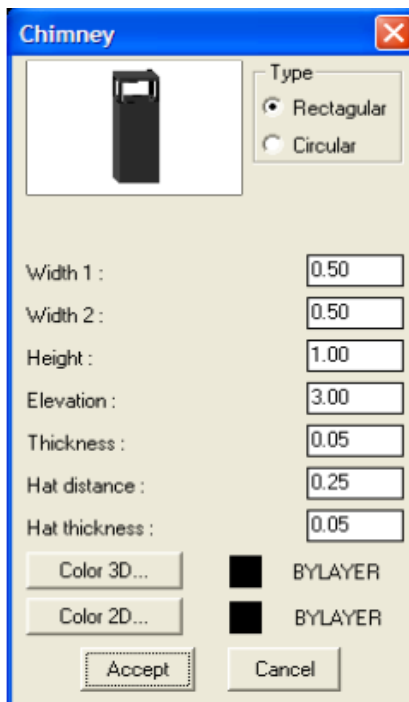 Chimney
Type
Rectagular
Circular
Width 1 : 0.50
Width 2 : 0.50
Height : 1.00
Elevation : 3.00
Thickness : 0.05
Hat distance : 0.25
Hat thickness : 0.05
Color 3D... BYLAYER
Color 2D... BYLAYER
Accept Cancel